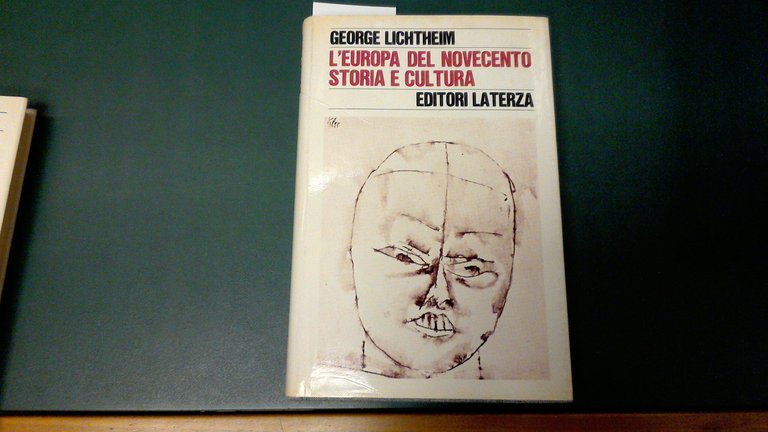 GEORGE LICHTHEIM
L'EUROPA DEL NOVECENTO
STORIA E CULTURA
EDITORI LATERZA